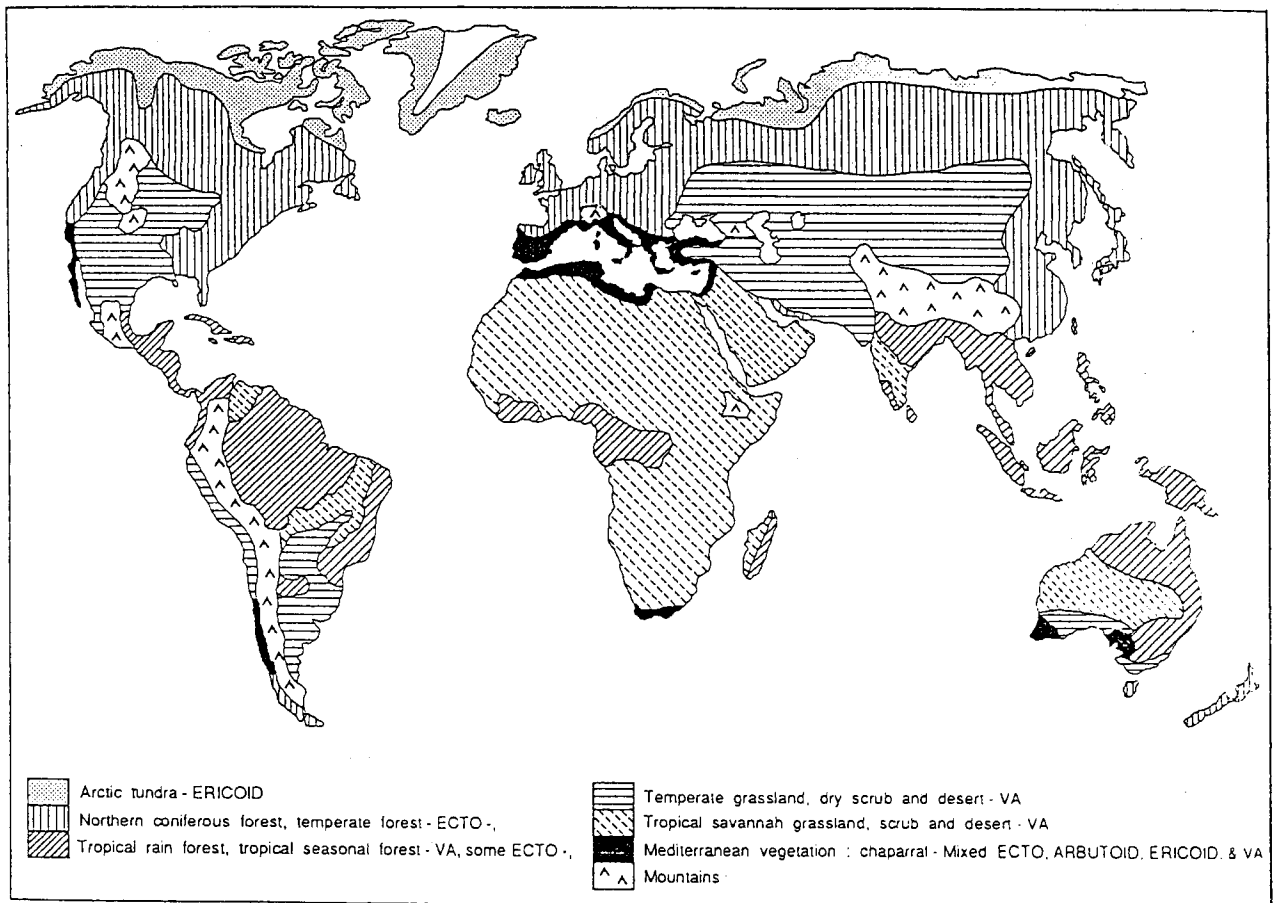 Arctic tundra - ERICOID
Northern coniferous forest, temperate forest - ECTO -,
Tropical rain forest, tropical seasonal forest - VA, some ECTO -,
Temperate grassland, dry scrub and desert - VA
Tropical savannah grassland, scrub and desert - VA
Mediterranean vegetation : chaparral - Mixed ECTO, ARBUTOID, ERICOID, & VA
Mountains